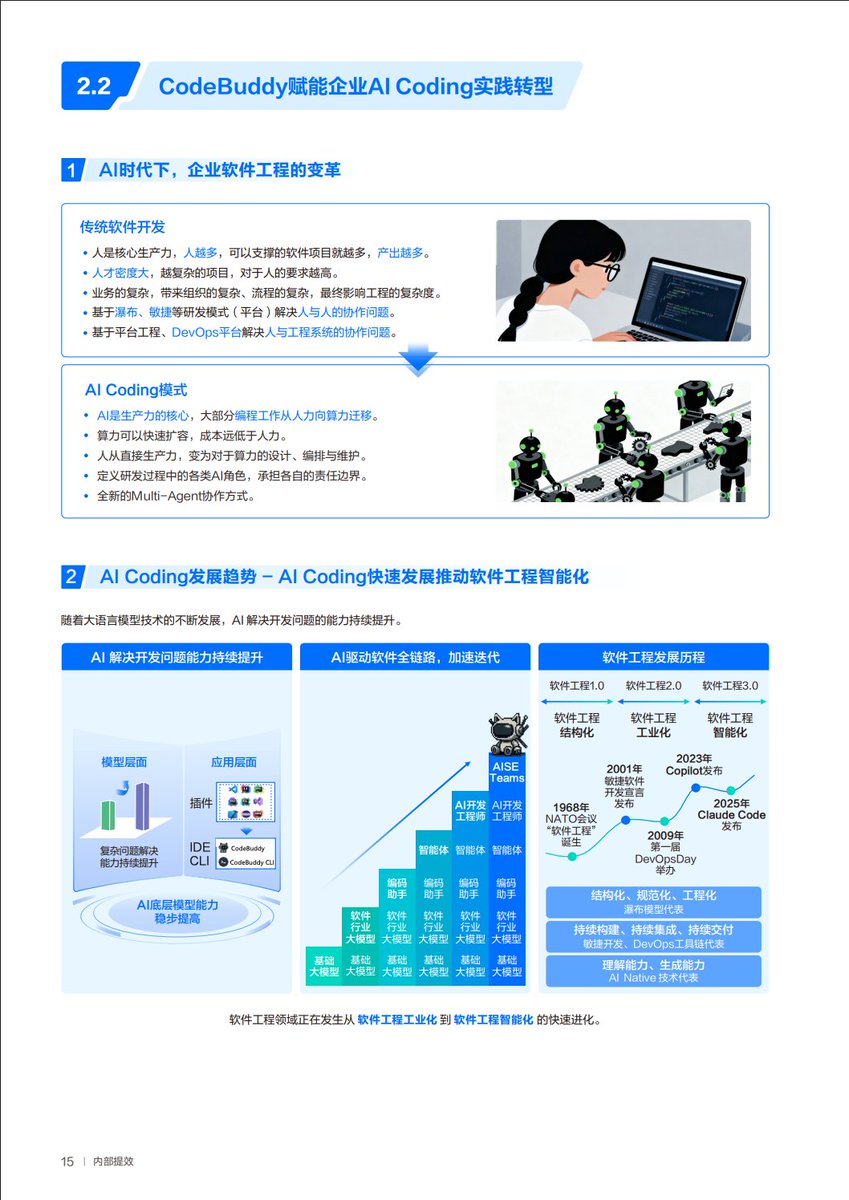 2.2
CodeBuddy赋能企业AI Coding实践转型
1 AI时代下，企业软件工程的变革
传统软件开发
• 人是核心生产力，人越多，可以支撑的软件项目就越多，产出越多。
• 人才密度大，越复杂的项目，对于人的要求越高。
• 业务的复杂，带来组织的复杂、流程的复杂，最终影响工程的复杂度。
• 基于瀑布、敏捷等研发模式（平台）解决人与人的协作问题。
• 基于平台工程、DevOps平台解决人与工程系统的协作问题。
AI Coding模式
• AI是生产力的核心，大部分编程工作从人力向算力迁移。
• 算力可以快速扩容，成本远低于人力。
• 人从直接生产力，变为对于算力的设计、编排与维护。
• 定义研发过程中的各类AI角色，承担各自的责任边界。
• 全新的Multi-Agent协作方式。
2 AI Coding发展趋势 – AI Coding快速发展推动软件工程智能化
随着大语言模型技术的不断发展，AI 解决开发问题的能力持续提升。
AI 解决开发问题能力持续提升
模型层面
复杂问题解决
能力持续提升
应用层面
插件
IDE
CLI
CodeBuddy
CodeBuddy CLI
AI底层模型能力
稳步提高
AI驱动软件全链路，加速迭代
AISE
Teams
AI开发
工程师
AI开发
工程师
智能体
智能体
智能体
编码
助手
编码
助手
编码
助手
编码
助手
软件
行业
大模型
软件
行业
大模型
软件
行业
大模型
软件
行业
大模型
软件
行业
大模型
基础
大模型
基础
大模型
基础
大模型
基础
大模型
基础
大模型
基础
大模型
软件工程发展历程
软件工程1.0
软件工程2.0
软件工程3.0
软件工程
结构化
软件工程
工业化
软件工程
智能化
1968年
NATO会议
“软件工程”
诞生
2001年
敏捷软件
开发宣言
发布
2009年
第一届
DevOpsDay
举办
2023年
Copilot发布
2025年
Claude Code
发布
结构化、规范化、工程化
瀑布模型代表
持续构建、持续集成、持续交付
敏捷开发、DevOps工具链代表
理解能力、生成能力
AI Native 技术代表
软件工程领域正在发生从 软件工程工业化 到 软件工程智能化 的快速进化。
15 | 内部提效